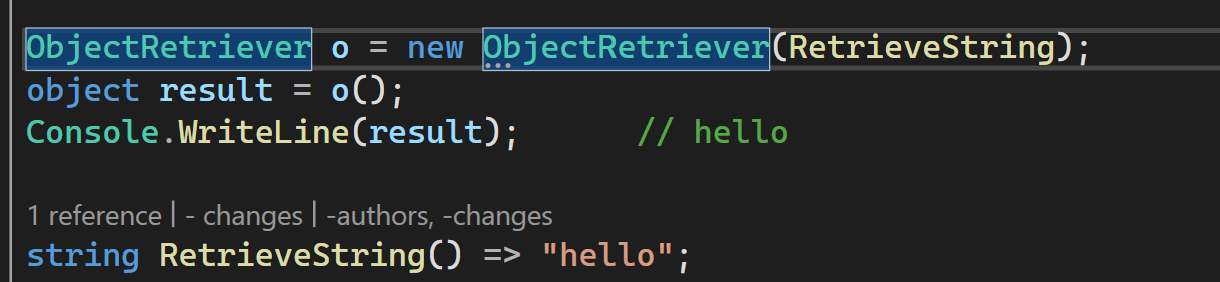 ObjectRetriever o = new ObjectRetriever(RetrieveString);
object result = o();
Console.WriteLine(result);      // hello
1 reference | - changes | -authors, -changes
string RetrieveString() => "hello";